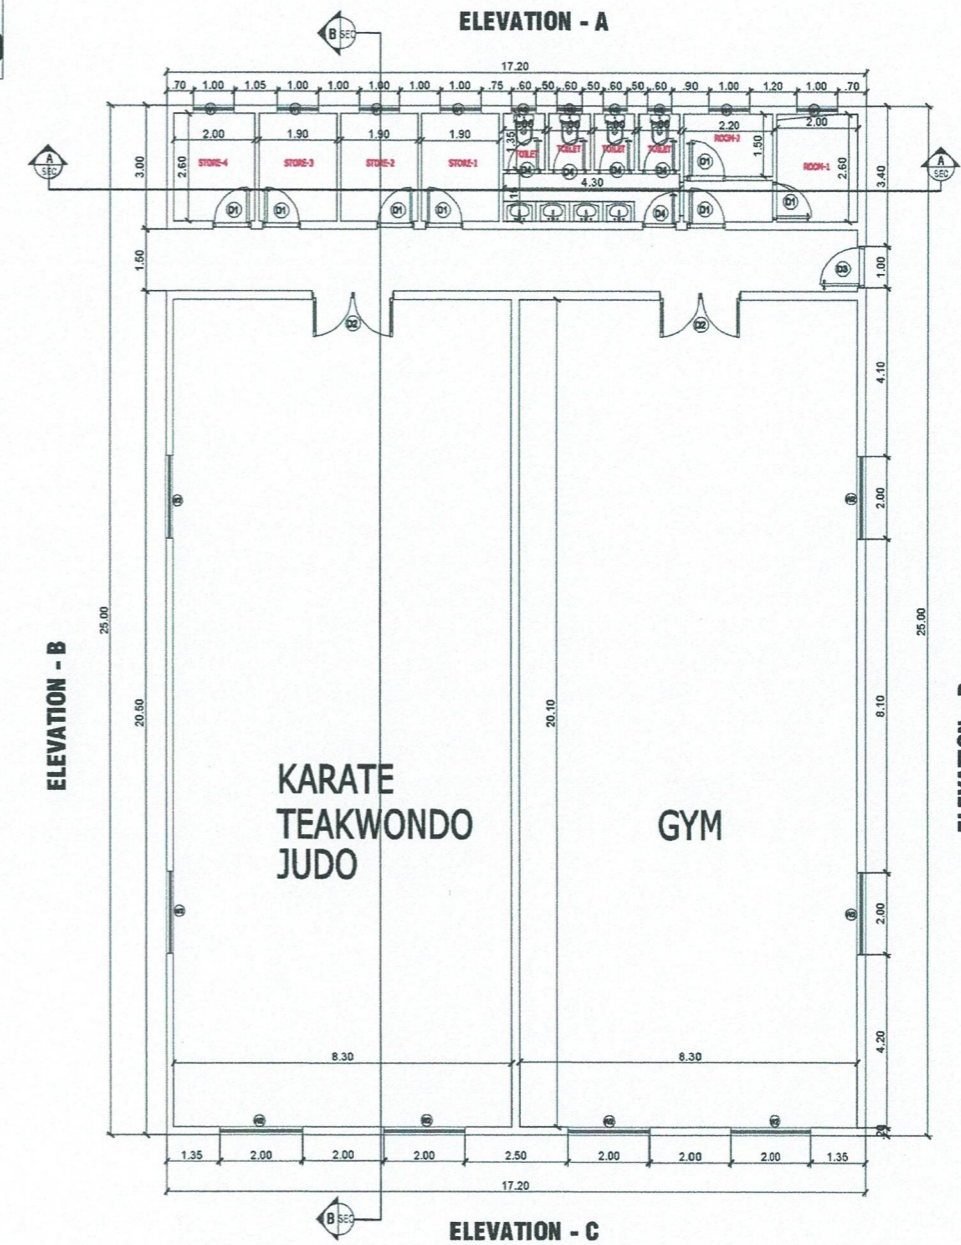 ELEVATION - A
B SEC
17.20
.70 1.00 1.05 1.00 1.00 1.00 1.00 1.00 .75 .60 .50 .60 .50 .60 .50 .60 .90 1.00 1.20 1.00 .70
2.00 1.90 1.90 1.90 1.35 2.20 1.50 2.00
A SEC
3.00
2.60
STORE-4 STORE-3 STORE-2 STORE-1 TOILET TOILET TOILET TOILET ROOM-2 ROOM-1
D4 D4 D4 D4 D1
2.60
3.40
A SEC
4.30
D1 D1 D1 D1 D4 D1 D1
1.50
D3
1.00
D2 D2
4.10
2.00
25.00
20.50
20.10
8.10
25.00
ELEVATION - B
KARATE
TEAKWONDO
JUDO
GYM
2.00
4.20
8.30 8.30
.20
1.35 2.00 2.00 2.00 2.50 2.00 2.00 2.00 1.35
17.20
B SEC
ELEVATION - C